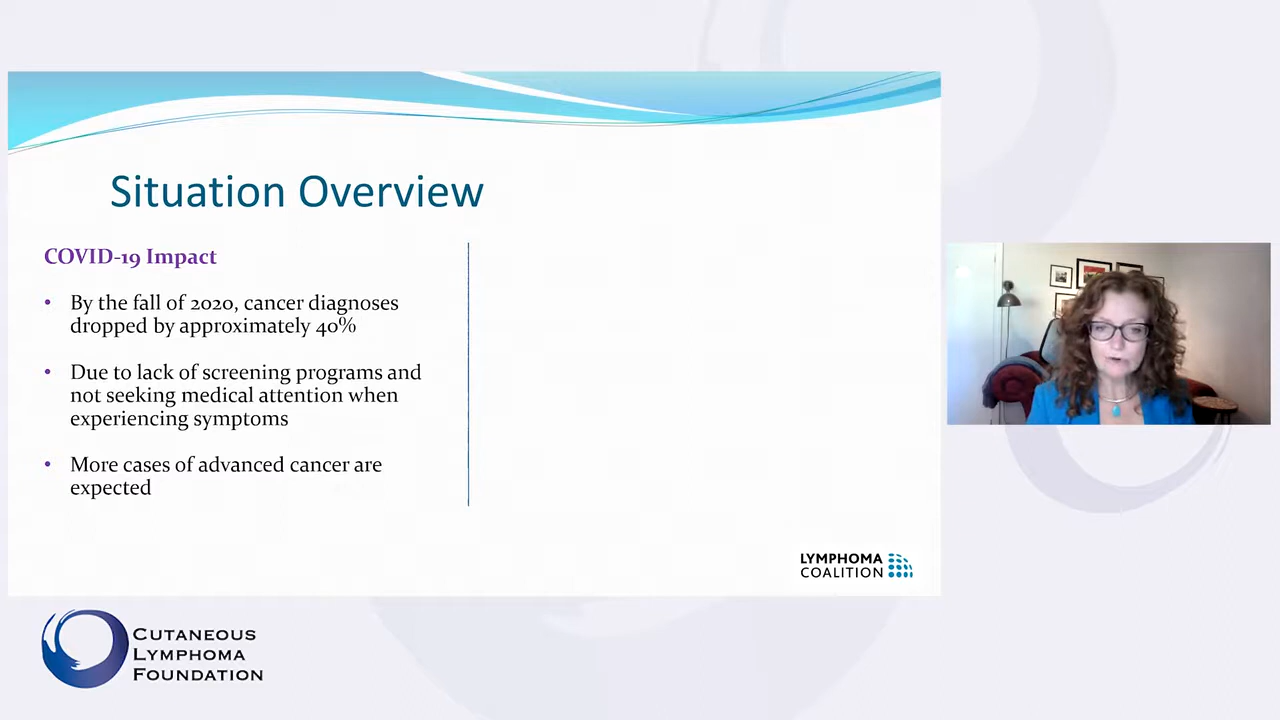 Situation Overview
COVID-19 Impact
• By the fall of 2020, cancer diagnoses
dropped by approximately 40%
• Due to lack of screening programs and
not seeking medical attention when
experiencing symptoms
• More cases of advanced cancer are
expected
LYMPHOMA
COALITION
CUTANEOUS
LYMPHOMA
FOUNDATION